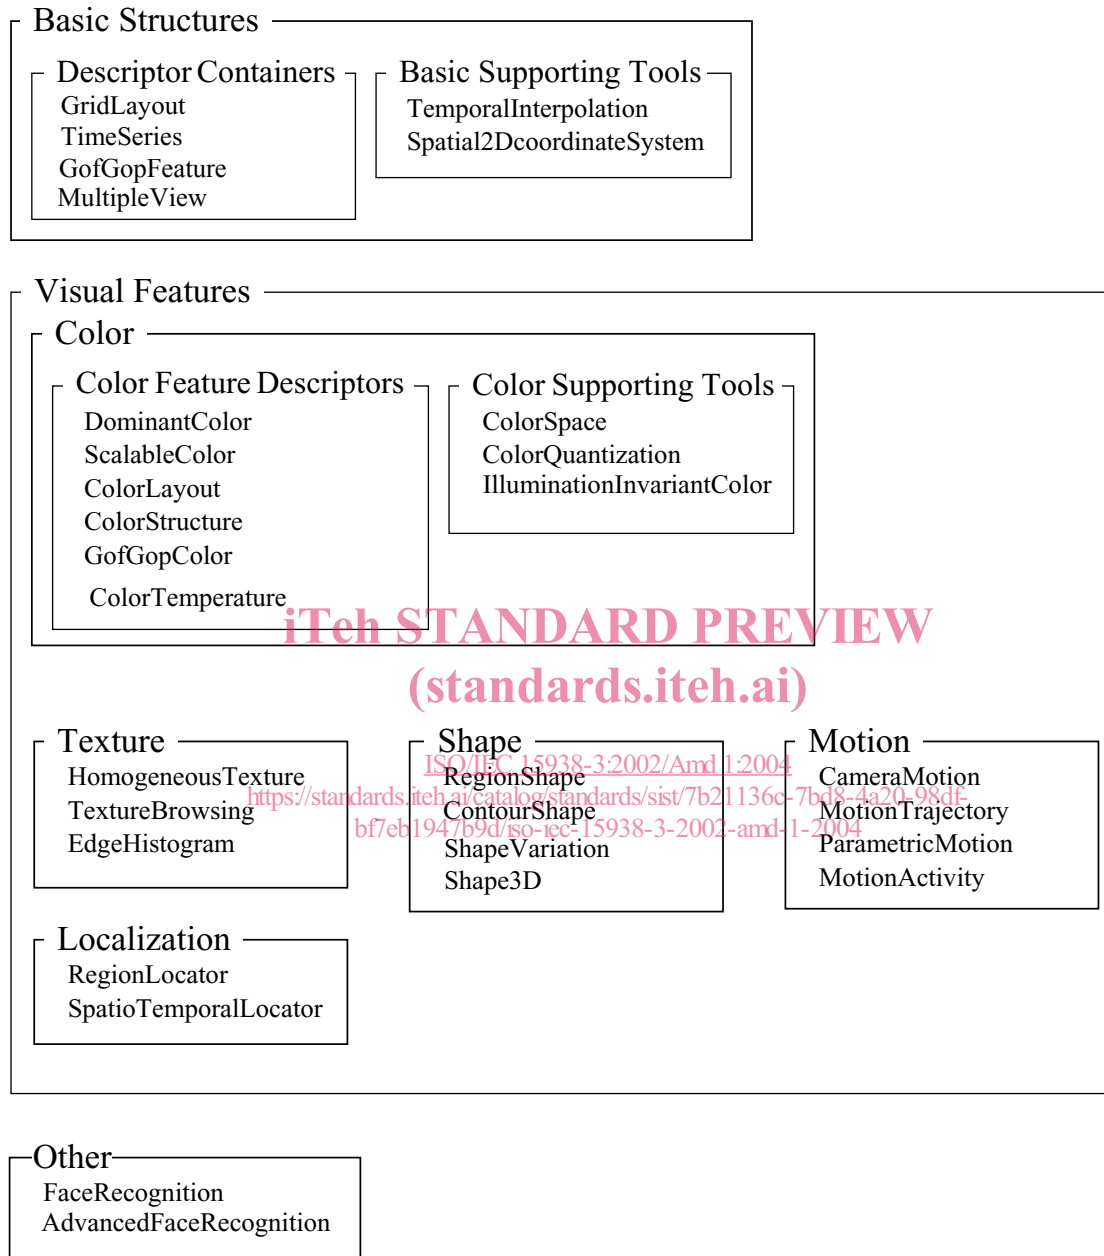 Basic Structures
Descriptor Containers
GridLayout
TimeSeries
GofGopFeature
MultipleView
Basic Supporting Tools
TemporalInterpolation
Spatial2DcoordinateSystem
Visual Features
Color
Color Feature Descriptors
DominantColor
ScalableColor
ColorLayout
ColorStructure
GofGopColor
ColorTemperature
Color Supporting Tools
ColorSpace
ColorQuantization
IlluminationInvariantColor
iTeh STANDARD PREVIEW
(standards.iteh.ai)
ISO/IEC 15938-3:2002/Amd 1:2004
https://standards.iteh.ai/catalog/standards/sist/7b21136c-7bd8-4a20-98df-
bf7eb1947b9d/iso-iec-15938-3-2002-amd-1-2004
Texture
HomogeneousTexture
TextureBrowsing
EdgeHistogram
Shape
RegionShape
ContourShape
ShapeVariation
Shape3D
Motion
CameraMotion
MotionTrajectory
ParametricMotion
MotionActivity
Localization
RegionLocator
SpatioTemporalLocator
Other
FaceRecognition
AdvancedFaceRecognition